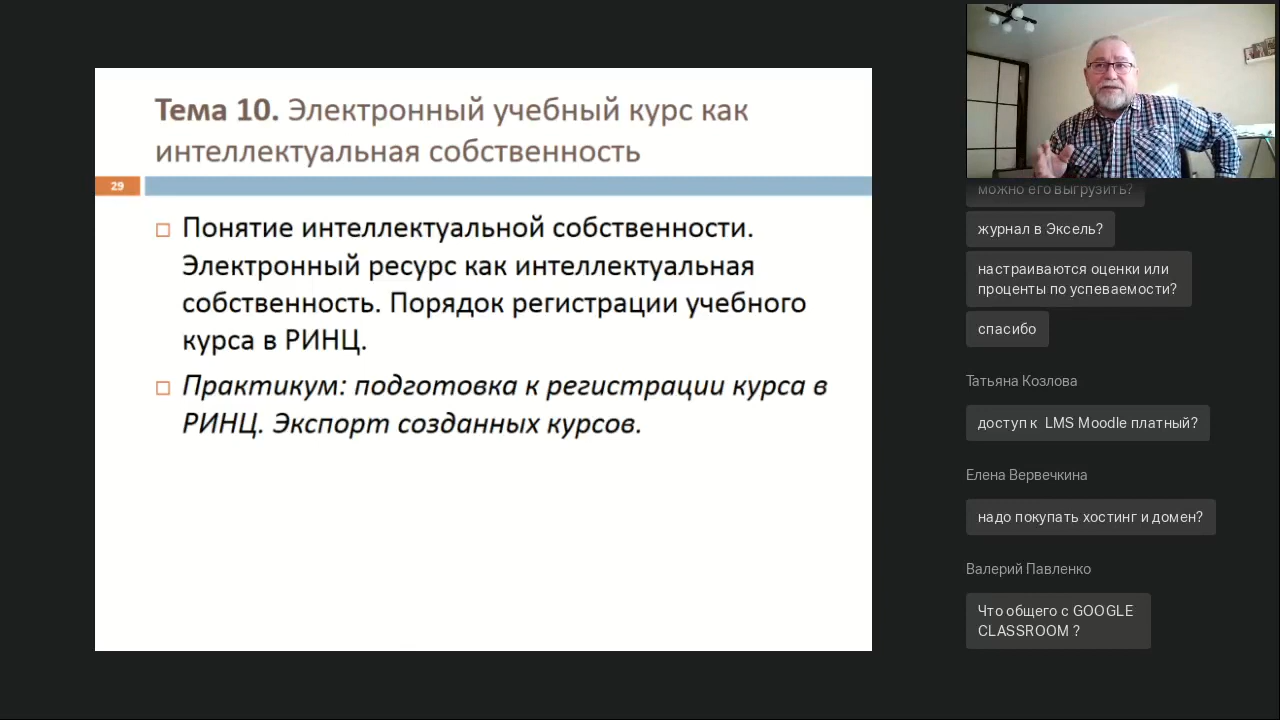 Тема 10. Электронный учебный курс как
интеллектуальная собственность
29
Понятие интеллектуальной собственности.
Электронный ресурс как интеллектуальная
собственность. Порядок регистрации учебного
курса в РИНЦ.
Практикум: подготовка к регистрации курса в
РИНЦ. Экспорт созданных курсов.
можно его выгрузить?
журнал в Эксель?
настраиваются оценки или
проценты по успеваемости?
спасибо
Татьяна Козлова
доступ к LMS Moodle платный?
Елена Вервечкина
надо покупать хостинг и домен?
Валерий Павленко
Что общего с GOOGLE
CLASSROOM ?